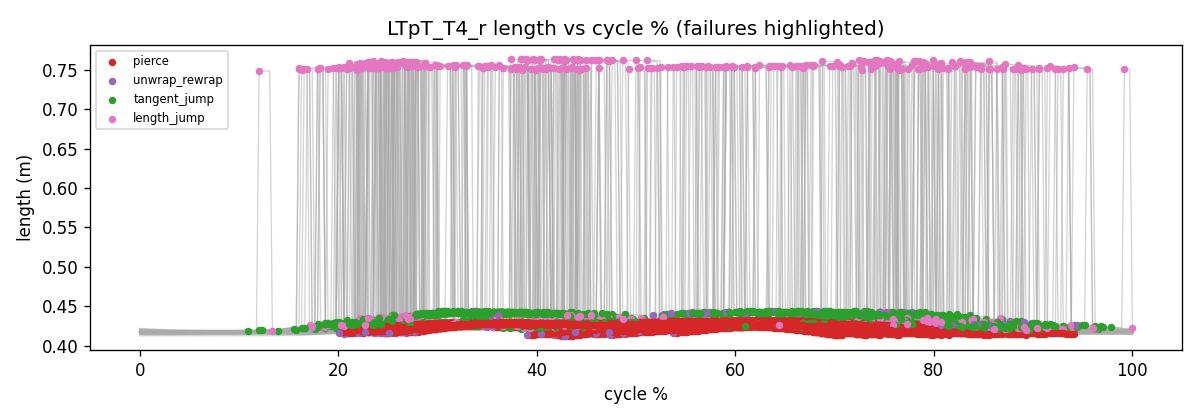 LTpT_T4_r length vs cycle % (failures highlighted)
pierce
unwrap_rewrap
tangent_jump
length_jump
length (m)
0.75
0.70
0.65
0.60
0.55
0.50
0.45
0.40
0 20 40 60 80 100
cycle %